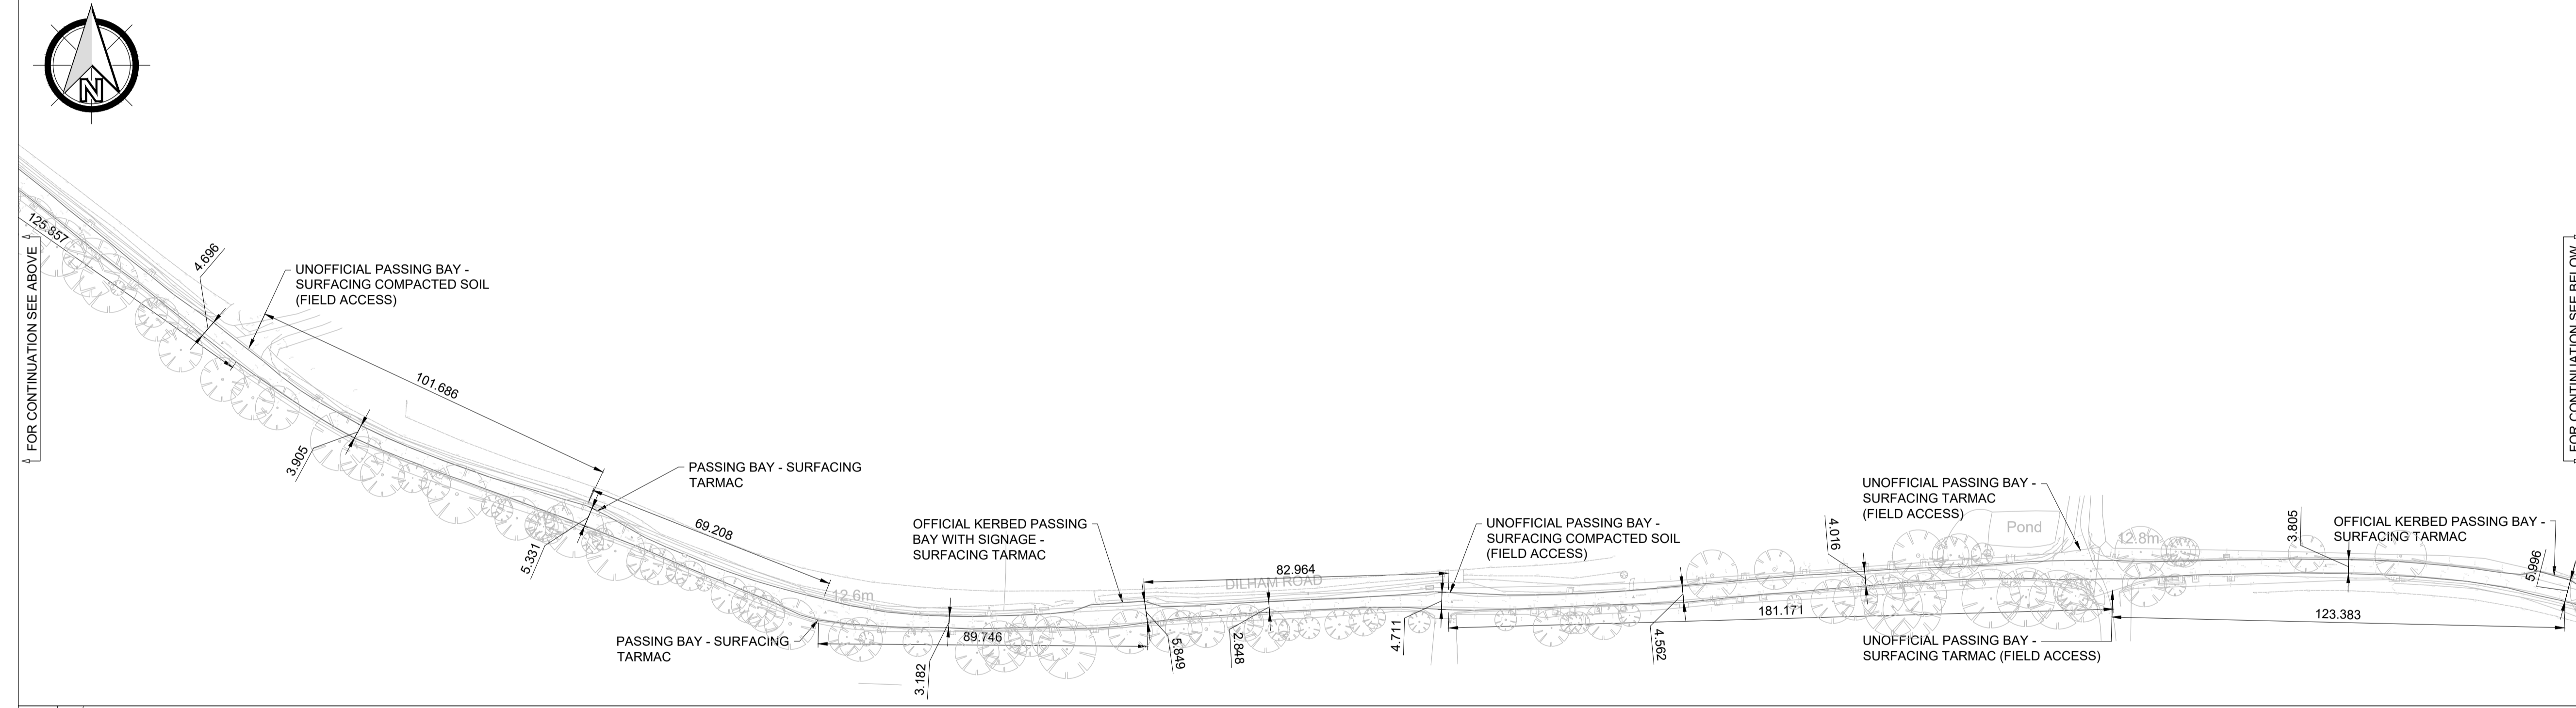 N
FOR CONTINUATION SEE ABOVE
125.857
4.696
UNOFFICIAL PASSING BAY -
SURFACING COMPACTED SOIL
(FIELD ACCESS)
101.686
3.905
PASSING BAY - SURFACING
TARMAC
5.331
69.208
12.6m
PASSING BAY - SURFACING
TARMAC
OFFICIAL KERBED PASSING
BAY WITH SIGNAGE -
SURFACING TARMAC
89.746
3.182
5.849
82.964
DILHAM ROAD
2.848
4.711
UNOFFICIAL PASSING BAY -
SURFACING COMPACTED SOIL
(FIELD ACCESS)
4.562
181.171
4.016
UNOFFICIAL PASSING BAY -
SURFACING TARMAC
(FIELD ACCESS)
Pond
12.8m
UNOFFICIAL PASSING BAY -
SURFACING TARMAC (FIELD ACCESS)
3.805
OFFICIAL KERBED PASSING BAY -
SURFACING TARMAC
5.996
123.383
FOR CONTINUATION SEE BELOW